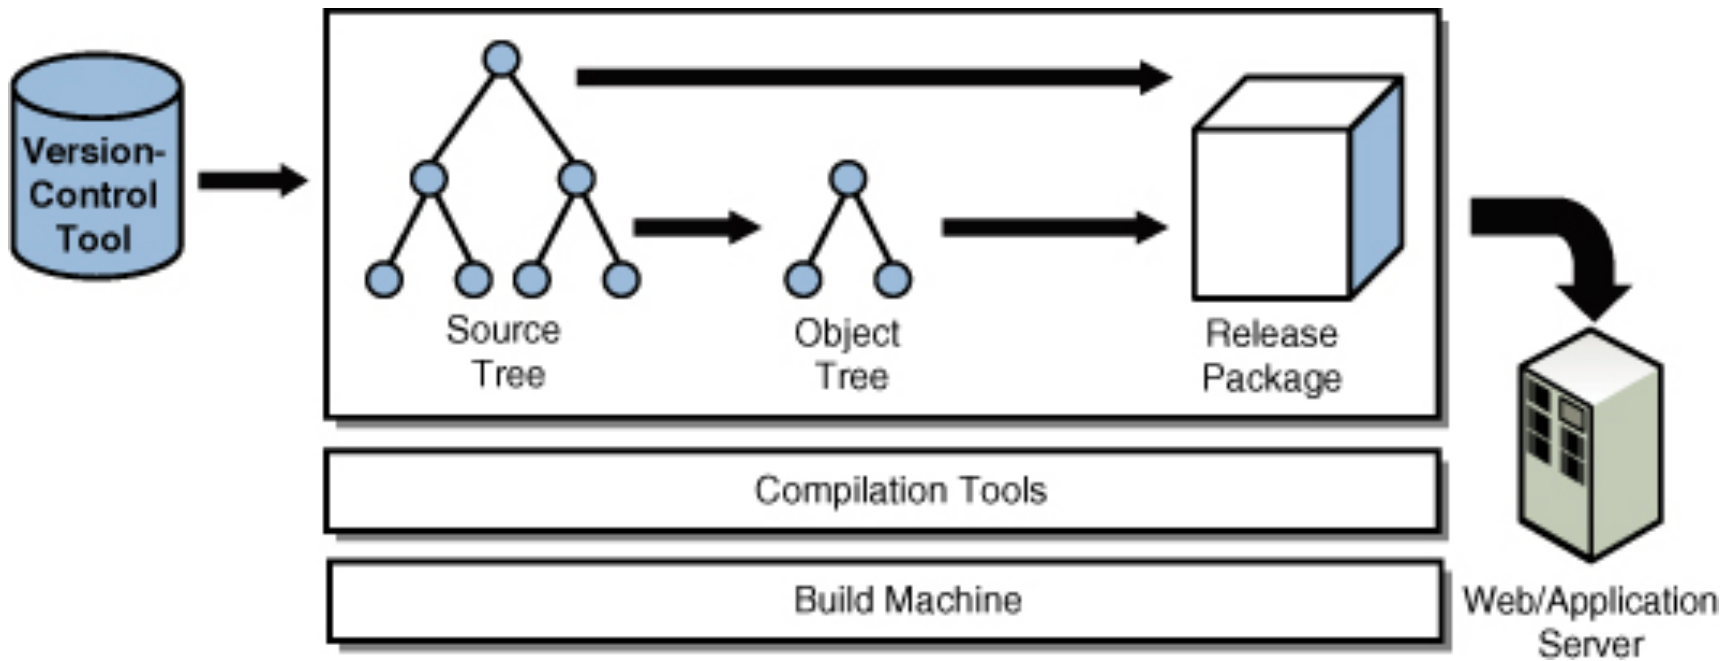 Version-
Control
Tool
Source
Tree
Object
Tree
Release
Package
Compilation Tools
Build Machine
Web/Application
Server